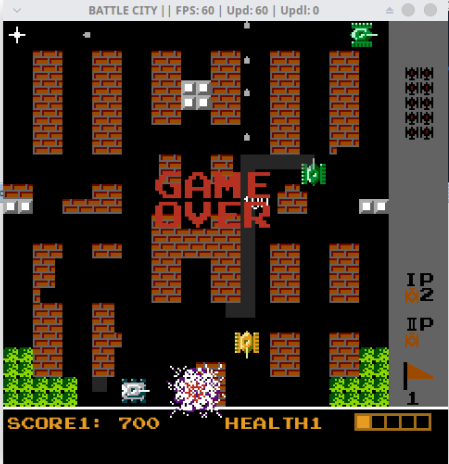 BATTLE CITY || FPS: 60 | Upd: 60 | Updl: 0
GAME
OVER
IP
2
IIP
1
SCORE1: 700 HEALTH1